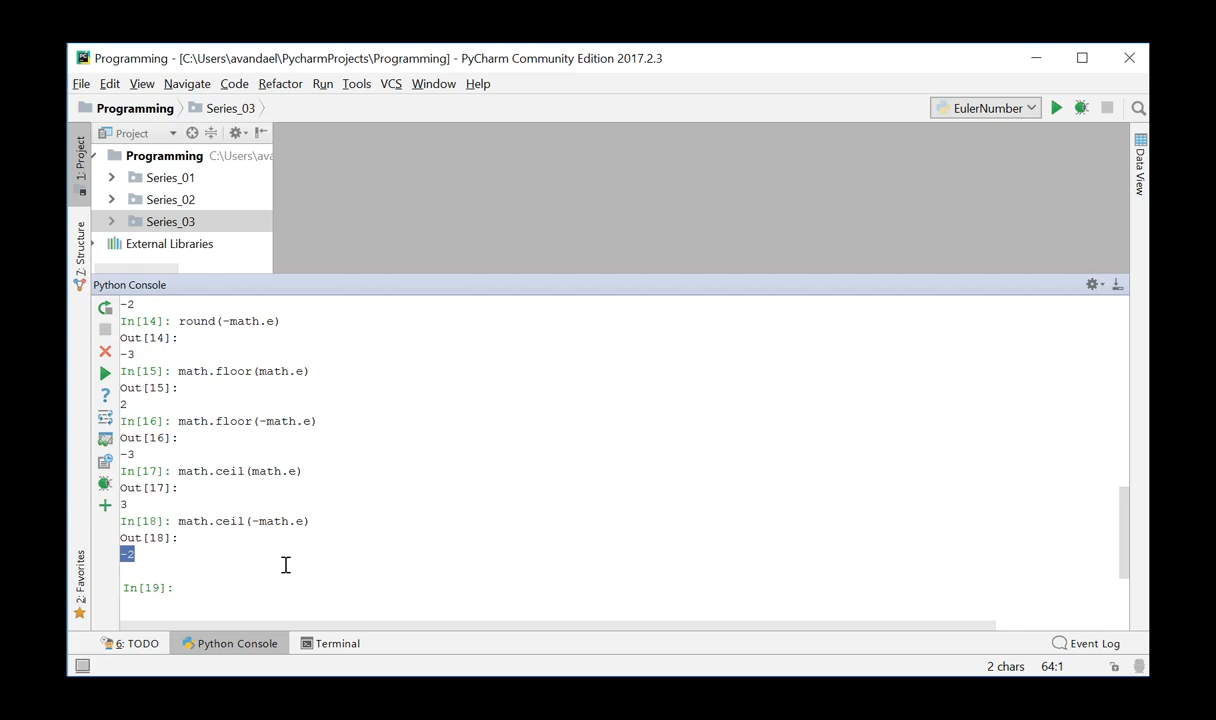 Programming - [C:\Users\avandael\PycharmProjects\Programming] - PyCharm Community Edition 2017.2.3
File Edit View Navigate Code Refactor Run Tools VCS Window Help
Programming Series_03 EulerNumber
1: Project
Project
Programming C:\Users\ava
Series_01
Series_02
Series_03
External Libraries
Data View
7: Structure
Python Console
-2
In[14]: round(-math.e)
Out[14]:
-3
In[15]: math.floor(math.e)
Out[15]:
2
In[16]: math.floor(-math.e)
Out[16]:
-3
In[17]: math.ceil(math.e)
Out[17]:
3
In[18]: math.ceil(-math.e)
Out[18]:
-2
In[19]:
2: Favorites
6: TODO Python Console Terminal Event Log
2 chars 64:1